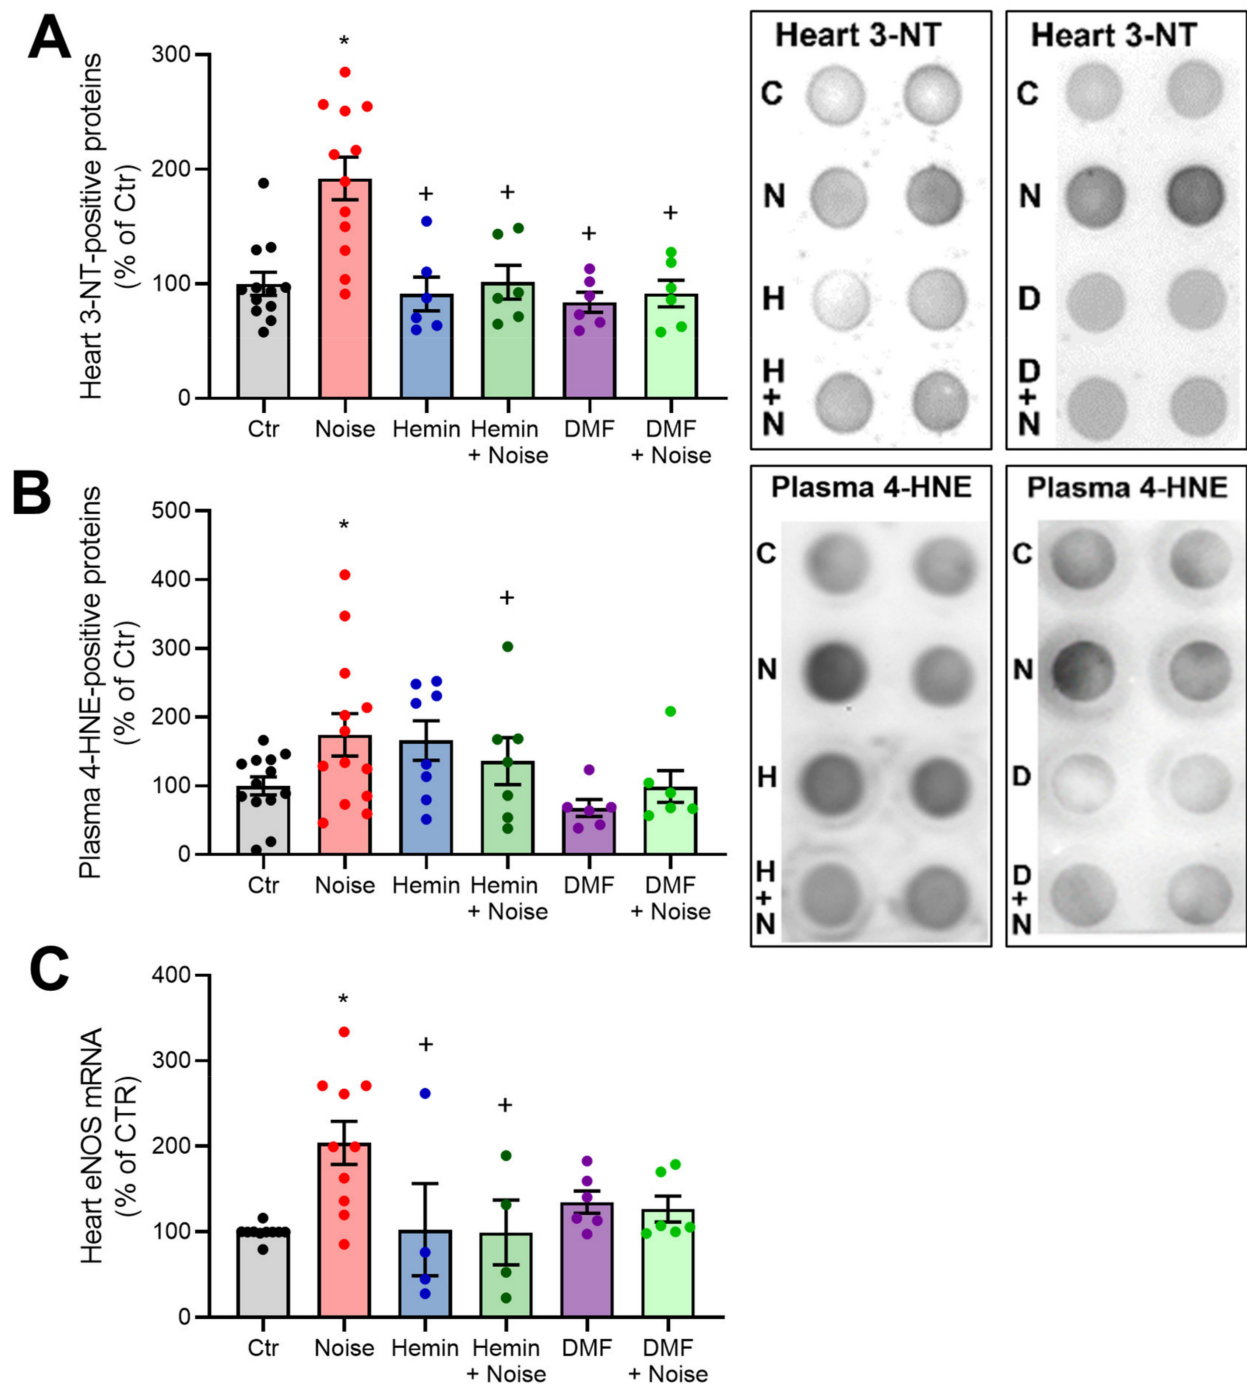 A
Heart 3-NT-positive proteins
(% of Ctr)
300
200
100
0
*
+
+
+
+
Ctr
Noise
Hemin
Hemin
+ Noise
DMF
DMF
+ Noise
Heart 3-NT
C
N
H
H
+
N
Heart 3-NT
C
N
D
D
+
N
B
Plasma 4-HNE-positive proteins
(% of Ctr)
500
400
300
200
100
0
*
+
Ctr
Noise
Hemin
Hemin
+ Noise
DMF
DMF
+ Noise
Plasma 4-HNE
C
N
H
H
+
N
Plasma 4-HNE
C
N
D
D
+
N
C
Heart eNOS mRNA
(% of CTR)
400
300
200
100
0
*
+
+
Ctr
Noise
Hemin
Hemin
+ Noise
DMF
DMF
+ Noise